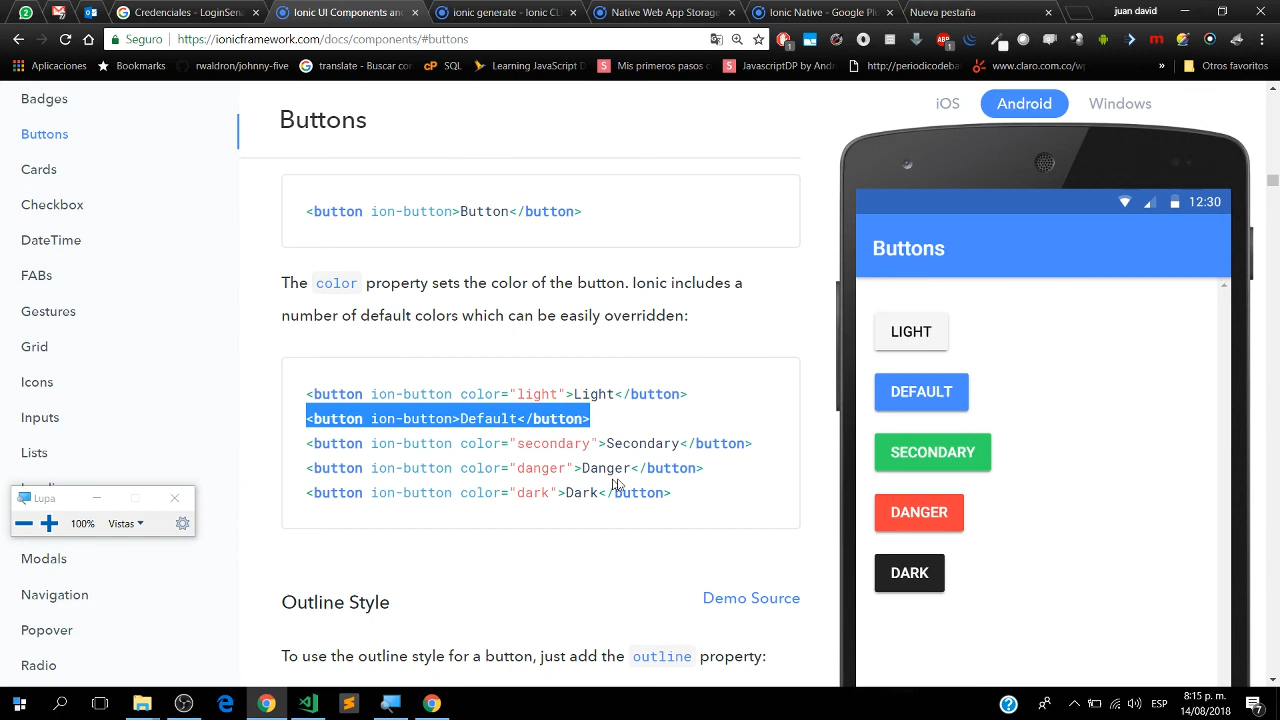 Credenciales - LoginSena
Ionic UI Components and
ionic generate - Ionic CLI
Native Web App Storage
Ionic Native - Google Pl
Nueva pestaña
juan david
Seguro
https://ionicframework.com/docs/components/#buttons
Aplicaciones
Bookmarks
rwaldron/johnny-five
translate - Buscar con
SQL
Learning JavaScript D
Mis primeros pasos c
JavascriptDP by And
http://periodicodeba
www.claro.com.co/w
»
Otros favoritos
Badges
Buttons
Cards
Checkbox
DateTime
FABs
Gestures
Grid
Icons
Inputs
Lists
Lupa
100%
Vistas
Modals
Navigation
Popover
Radio
Buttons
<button ion-button>Button</button>
The color property sets the color of the button. Ionic includes a
number of default colors which can be easily overridden:
<button ion-button color="light">Light</button>
<button ion-button>Default</button>
<button ion-button color="secondary">Secondary</button>
<button ion-button color="danger">Danger</button>
<button ion-button color="dark">Dark</button>
Outline Style
Demo Source
To use the outline style for a button, just add the outline property:
iOS
Android
Windows
12:30
Buttons
LIGHT
DEFAULT
SECONDARY
DANGER
DARK
ESP
8:15 p. m.
14/08/2018